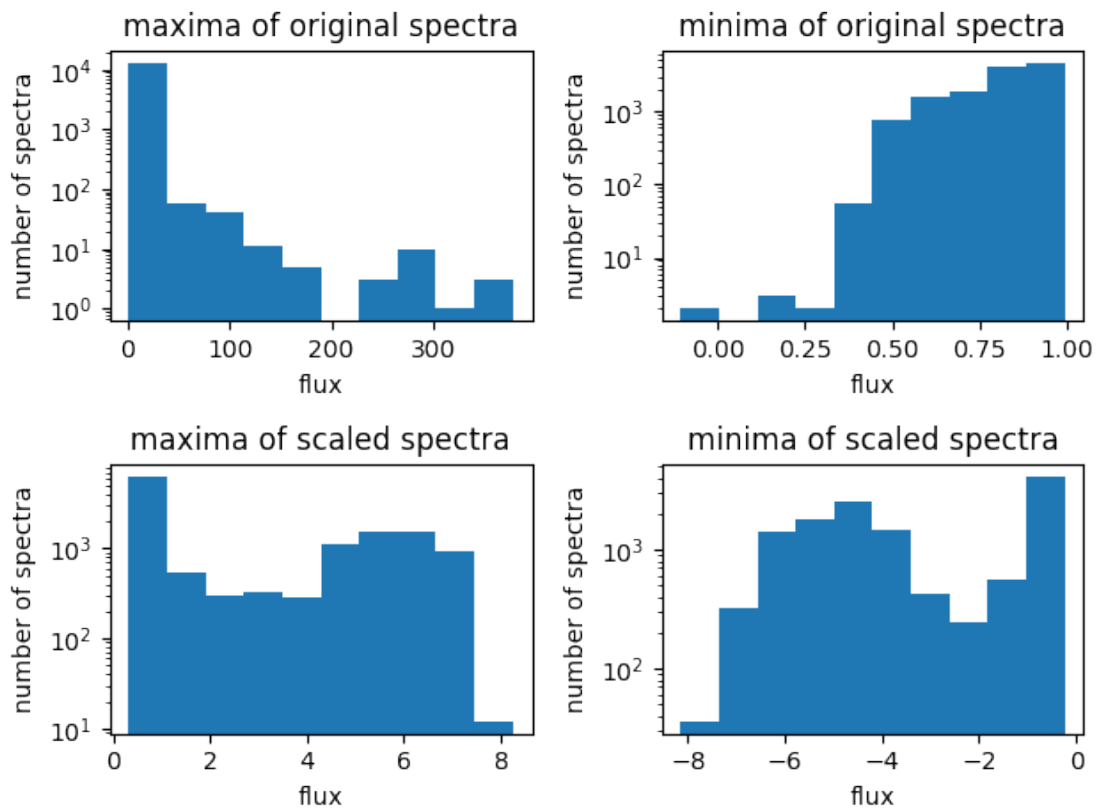 maxima of original spectra
number of spectra
10⁴
10³
10²
10¹
10⁰
0 100 200 300
flux
minima of original spectra
number of spectra
10³
10²
10¹
0.00 0.25 0.50 0.75 1.00
flux
maxima of scaled spectra
number of spectra
10³
10²
10¹
0 2 4 6 8
flux
minima of scaled spectra
number of spectra
10³
10²
−8 −6 −4 −2 0
flux